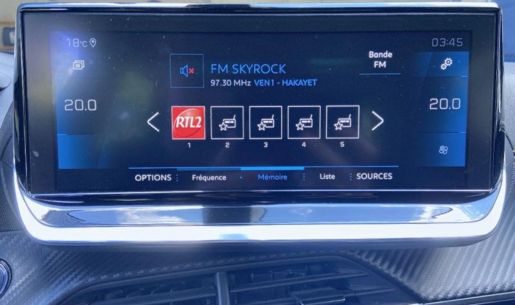 18°C
03:45
Bande
FM
FM SKYROCK
97.30 MHz VEN1 - HAKAYET
20.0
20.0
RTL2
1 2 3 4 5
OPTIONS Fréquence Mémoire Liste SOURCES